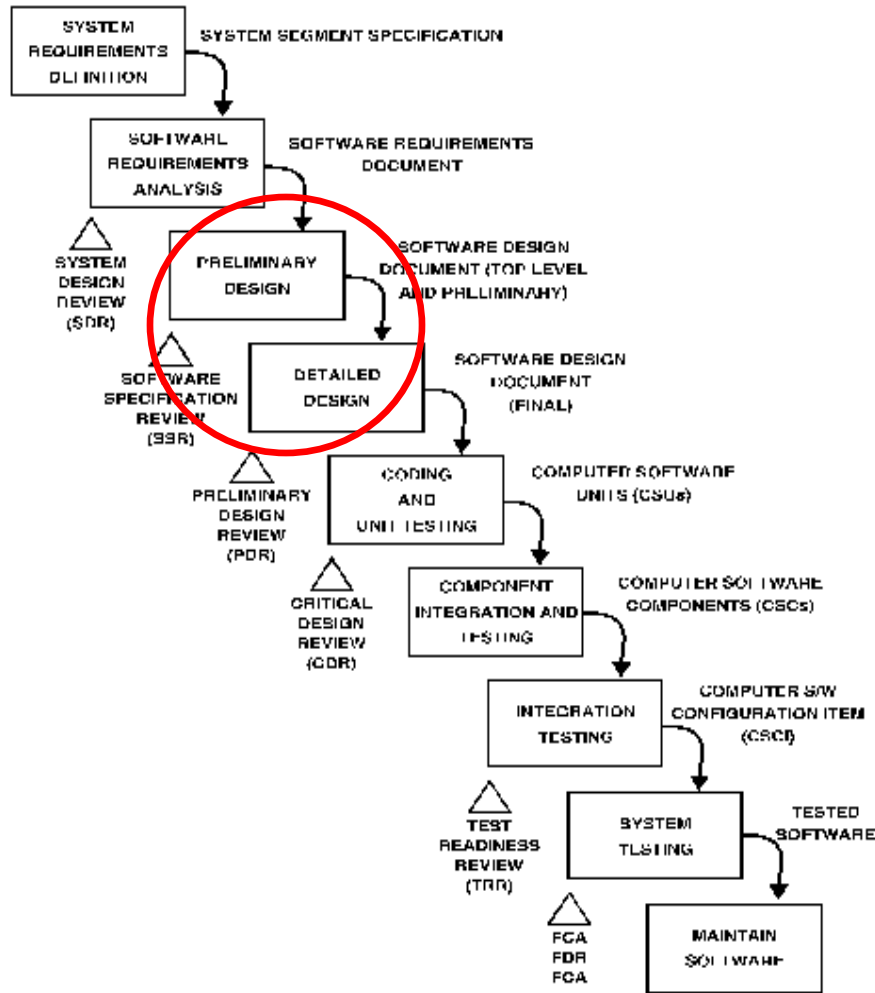 SYSTEM
REQUIREMENTS
DEFINITION
SYSTEM SEGMENT SPECIFICATION
SOFTWARE
REQUIREMENTS
ANALYSIS
SOFTWARE REQUIREMENTS
DOCUMENT
SYSTEM
DESIGN
REVIEW
(SDR)
PRELIMINARY
DESIGN
SOFTWARE DESIGN
DOCUMENT (TOP LEVEL
AND PRELIMINARY)
SOFTWARE
SPECIFICATION
REVIEW
(SSR)
DETAILED
DESIGN
SOFTWARE DESIGN
DOCUMENT
(FINAL)
PRELIMINARY
DESIGN
REVIEW
(PDR)
CODING
AND
UNIT TESTING
COMPUTER SOFTWARE
UNITS (CSUs)
CRITICAL
DESIGN
REVIEW
(CDR)
COMPONENT
INTEGRATION AND
TESTING
COMPUTER SOFTWARE
COMPONENTS (CSCs)
INTEGRATION
TESTING
COMPUTER S/W
CONFIGURATION ITEM
(CSCI)
TEST
READINESS
REVIEW
(TRR)
SYSTEM
TESTING
TESTED
SOFTWARE
FCA
FDR
FCA
MAINTAIN
SOFTWARE